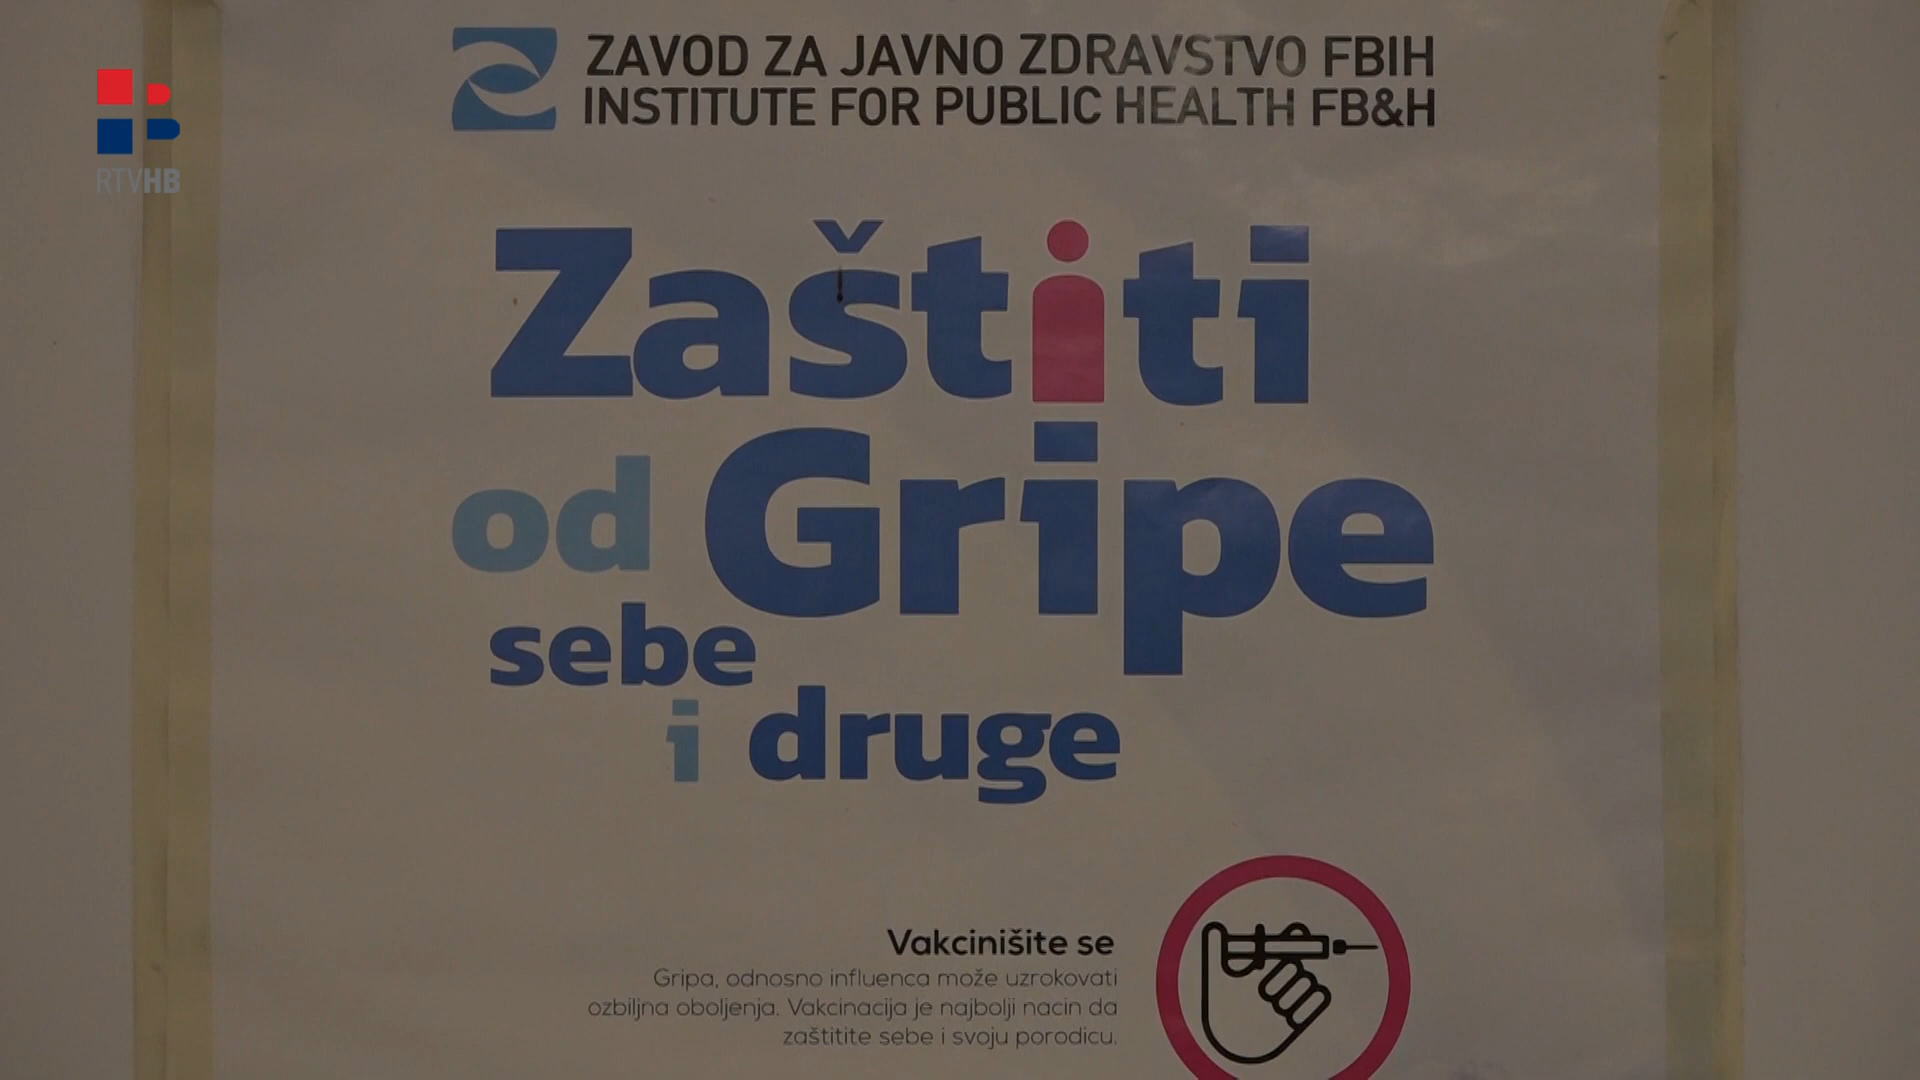 RTVHB
ZAVOD ZA JAVNO ZDRAVSTVO FBIH
INSTITUTE FOR PUBLIC HEALTH FB&H
Zaštiti
od Gripe
sebe
i druge
Vakcinišite se
Gripa, odnosno influenca može uzrokovati
ozbiljna oboljenja. Vakcinacija je najbolji nacin da
zaštitite sebe i svoju porodicu.